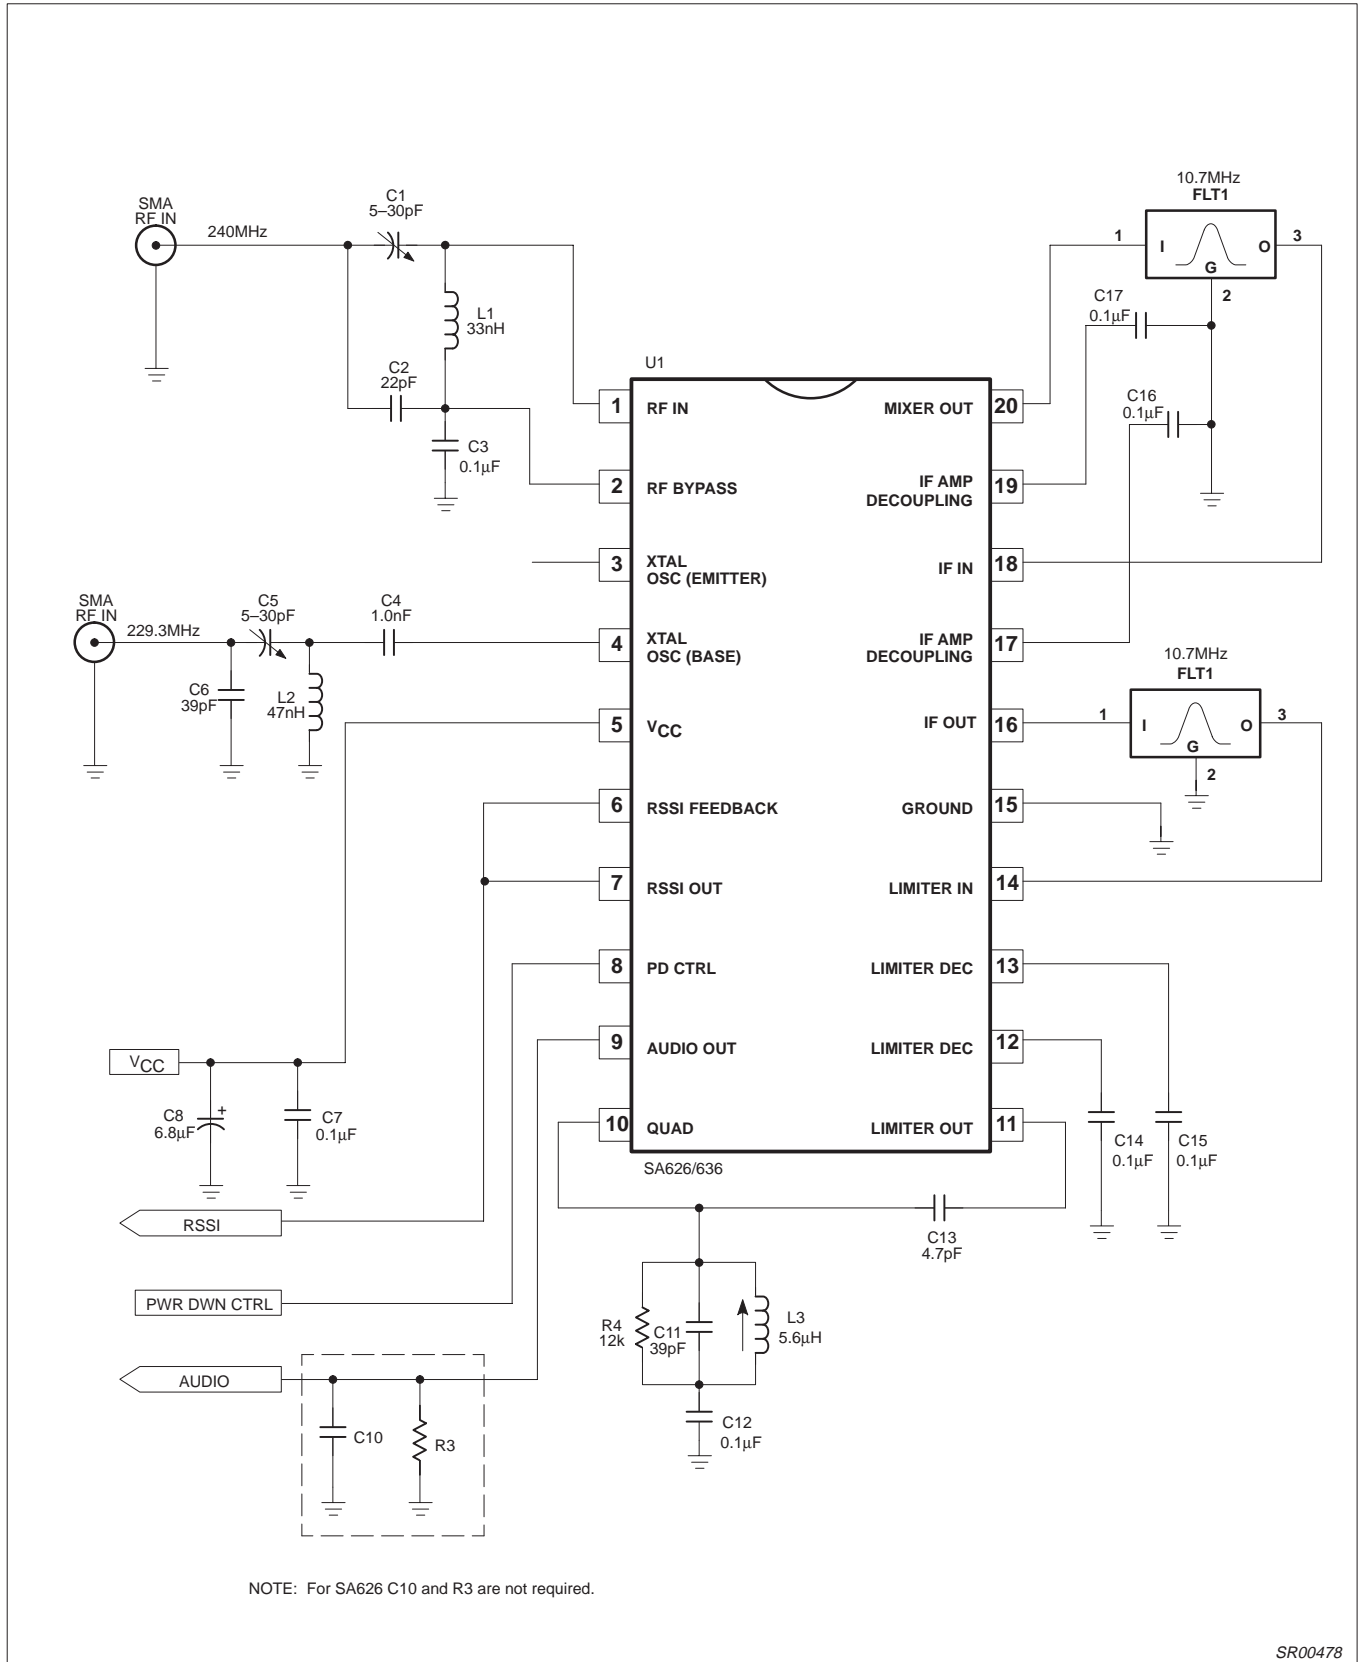 10.7MHz
FLT1
SMA
RF IN
240MHz
C1
5–30pF
1
I
O
3
G
2
C17
0.1µF
L1
33nH
C2
22pF
C3
0.1µF
C16
0.1µF
U1
1
RF IN
MIXER OUT
20
2
RF BYPASS
IF AMP
DECOUPLING
19
3
XTAL
OSC (EMITTER)
IF IN
18
SMA
RF IN
229.3MHz
C5
5–30pF
C4
1.0nF
4
XTAL
OSC (BASE)
IF AMP
DECOUPLING
17
10.7MHz
FLT1
C6
39pF
L2
47nH
5
VCC
IF OUT
16
1
I
O
3
G
2
6
RSSI FEEDBACK
GROUND
15
7
RSSI OUT
LIMITER IN
14
8
PD CTRL
LIMITER DEC
13
9
AUDIO OUT
LIMITER DEC
12
VCC
C8
6.8µF
+
C7
0.1µF
10
QUAD
LIMITER OUT
11
C14
0.1µF
C15
0.1µF
SA626/636
RSSI
C13
4.7pF
PWR DWN CTRL
R4
12k
C11
39pF
L3
5.6µH
AUDIO
C10
R3
C12
0.1µF
NOTE: For SA626 C10 and R3 are not required.
SR00478